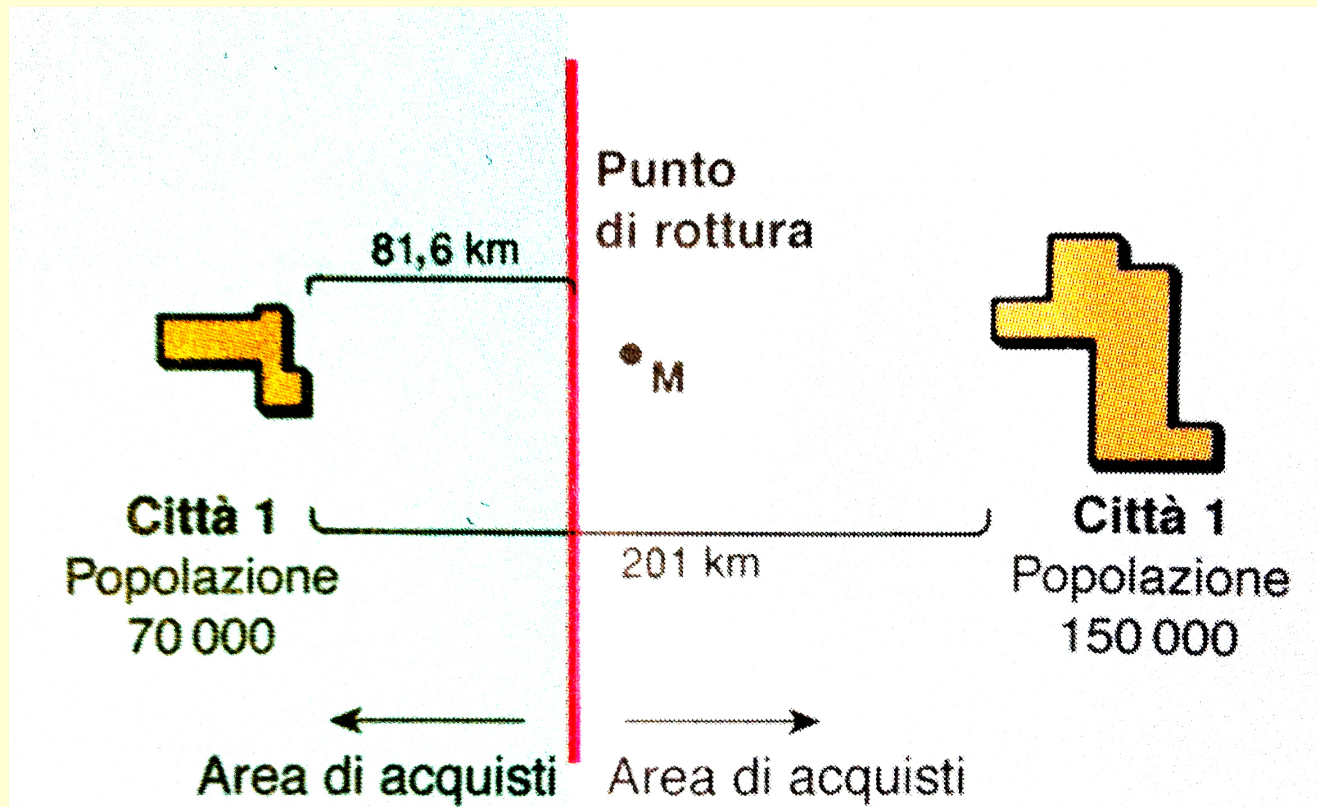 Punto
di rottura
81,6 km
M
Città 1
Popolazione
70 000
201 km
Città 1
Popolazione
150 000
Area di acquisti
Area di acquisti